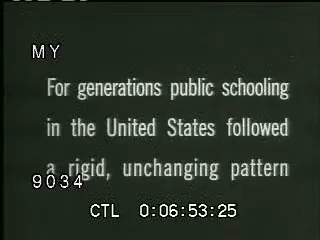 MY
For generations public schooling
in the United States followed
a rigid, unchanging pattern
9034
CTL 0:06:53:25